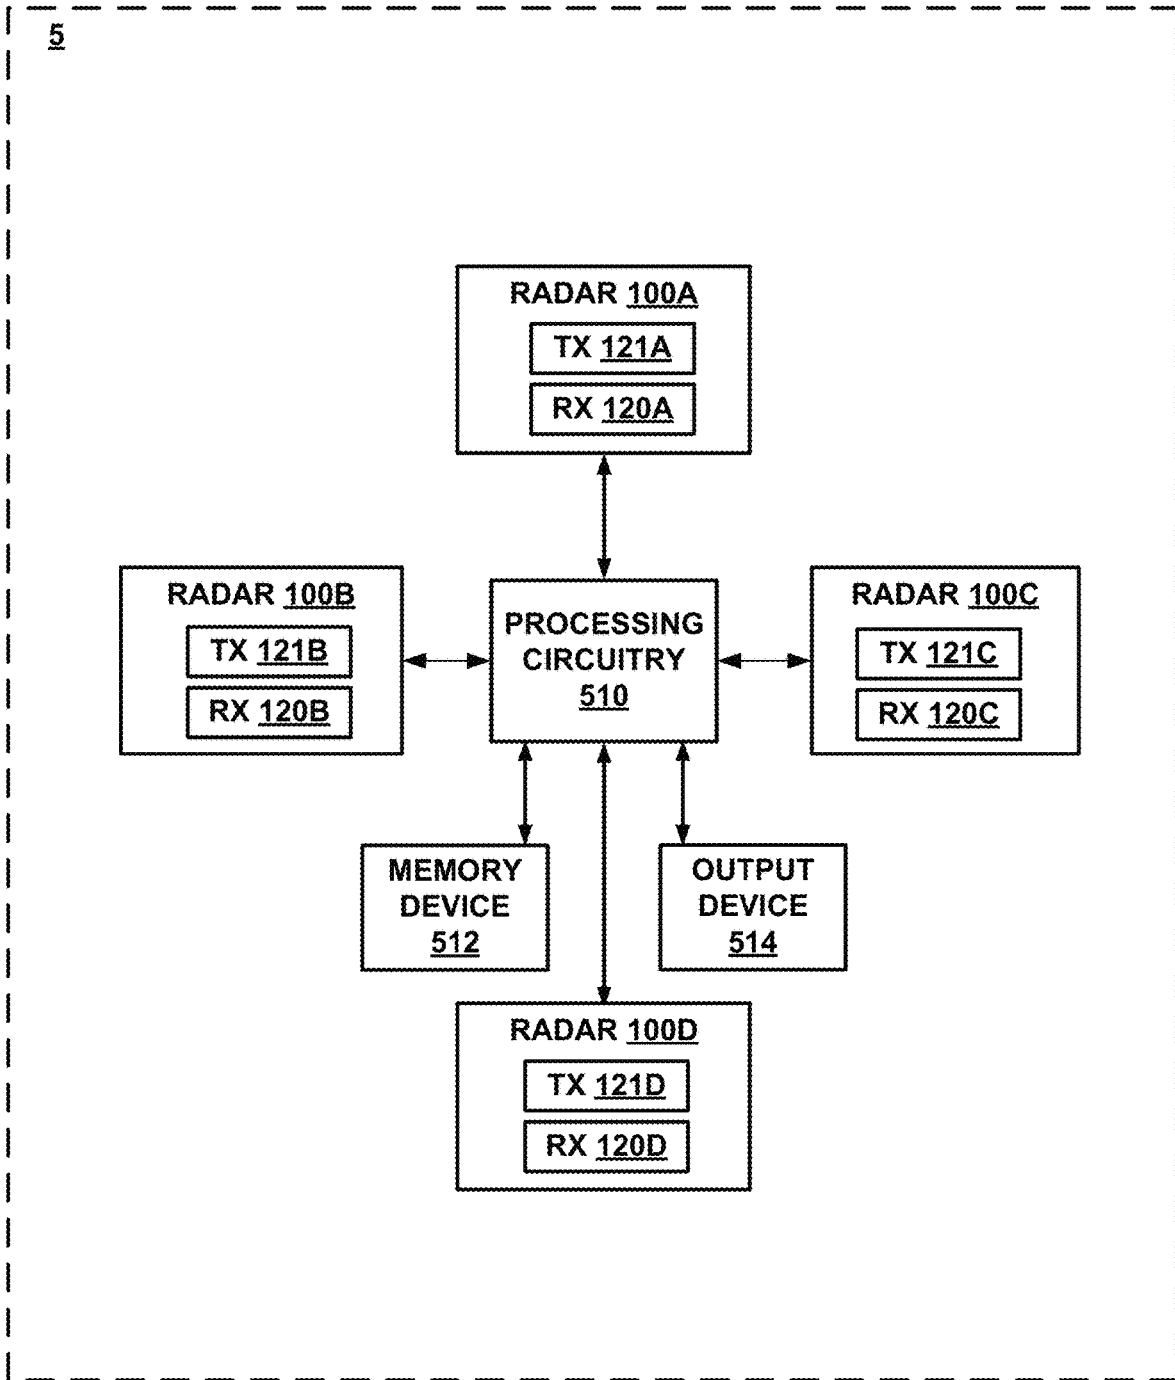 5
RADAR 100A
TX 121A
RX 120A
RADAR 100B
TX 121B
RX 120B
PROCESSING
CIRCUITRY
510
RADAR 100C
TX 121C
RX 120C
MEMORY
DEVICE
512
OUTPUT
DEVICE
514
RADAR 100D
TX 121D
RX 120D